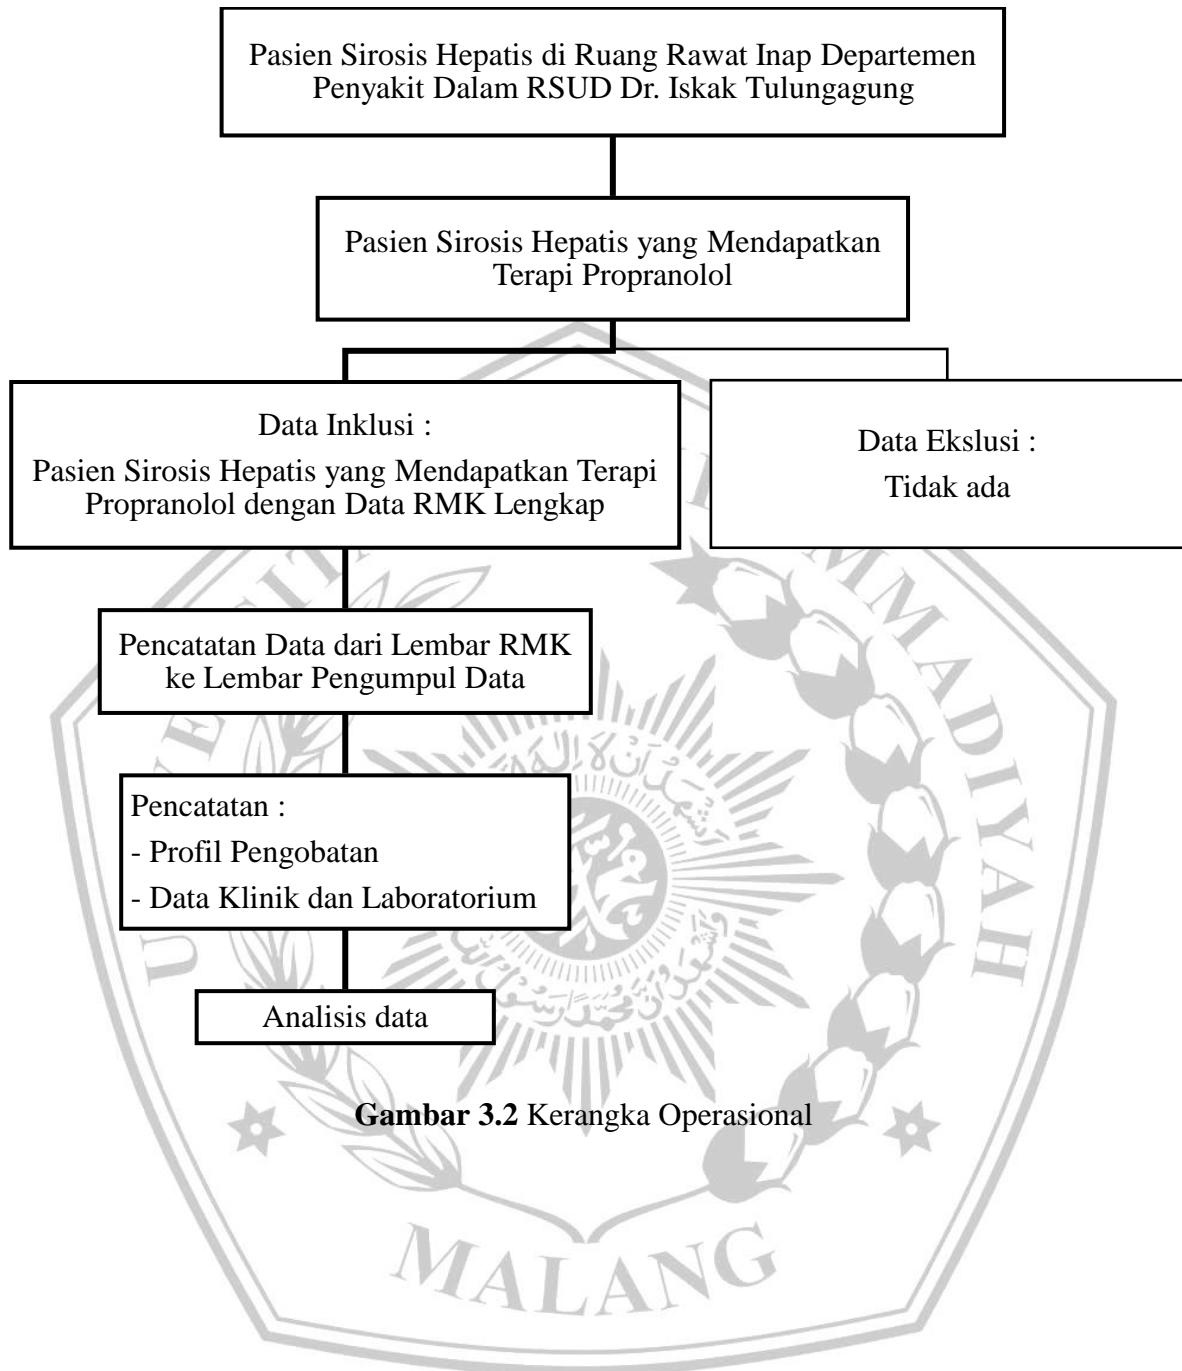 Pasien Sirosis Hepatis di Ruang Rawat Inap Departemen
Penyakit Dalam RSUD Dr. Iskak Tulungagung
Pasien Sirosis Hepatis yang Mendapatkan
Terapi Propranolol
Data Inklusi :
Pasien Sirosis Hepatis yang Mendapatkan Terapi
Propranolol dengan Data RMK Lengkap
Data Ekslusi :
Tidak ada
Pencatatan Data dari Lembar RMK
ke Lembar Pengumpul Data
Pencatatan :
- Profil Pengobatan
- Data Klinik dan Laboratorium
Analisis data
Gambar 3.2 Kerangka Operasional
MALANG